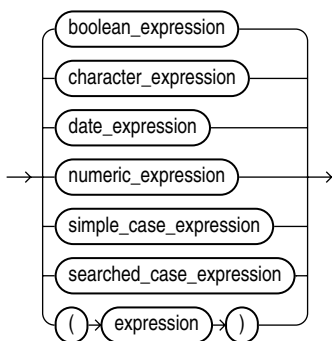 boolean_expression
character_expression
date_expression
numeric_expression
simple_case_expression
searched_case_expression
( expression )